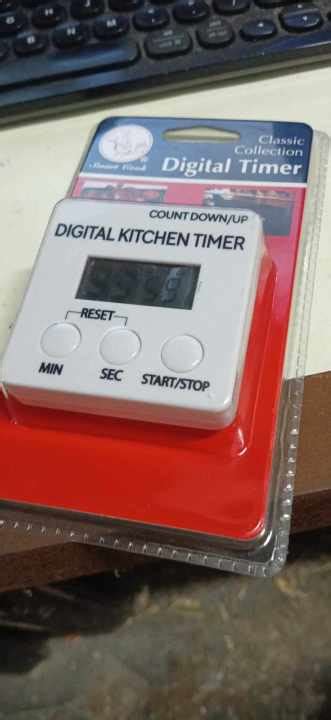 Classic
Collection
Digital Timer
®
COUNT DOWN/UP
DIGITAL KITCHEN TIMER
RESET
MIN SEC START/STOP